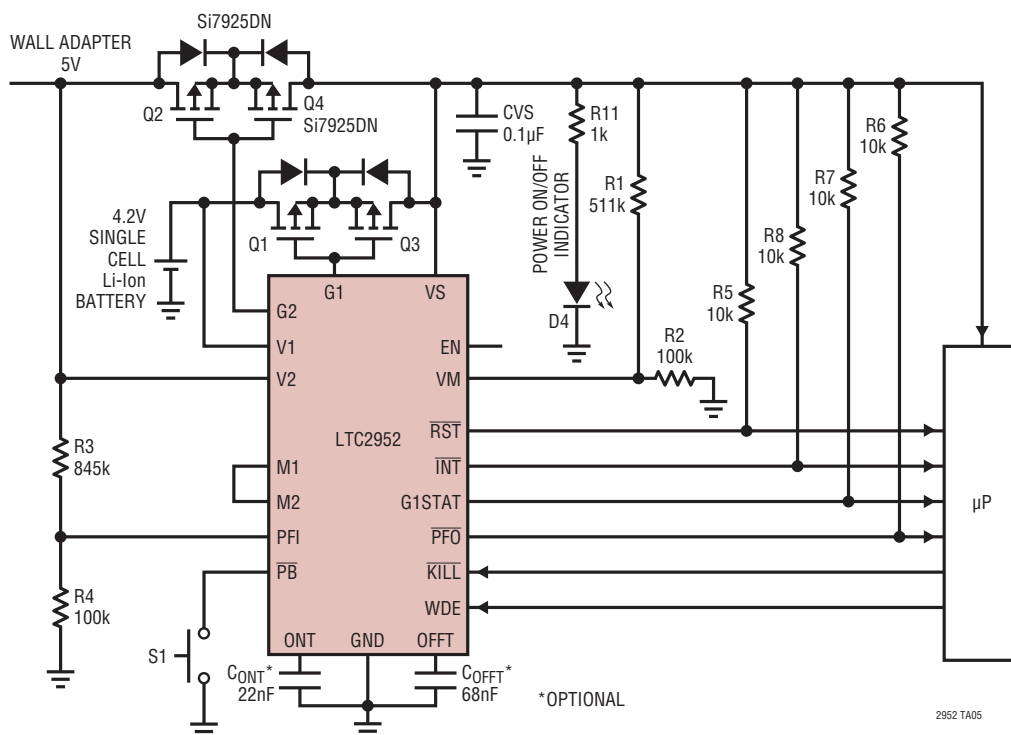 Si7925DN
WALL ADAPTER
5V
Q2
Q4
Si7925DN
CVS
0.1µF
R11
1k
R6
10k
R7
10k
R1
511k
R8
10k
R5
10k
POWER ON/OFF
INDICATOR
4.2V
SINGLE
CELL
Li-Ion
BATTERY
Q1
Q3
G1
VS
G2
V1
V2
EN
VM
D4
R2
100k
LTC2952
R3
845k
M1
M2
PFI
PB
RST
INT
G1STAT
PFO
KILL
WDE
µP
R4
100k
S1
ONT
GND
OFFT
CONT*
22nF
COFFT*
68nF
*OPTIONAL
2952 TA05